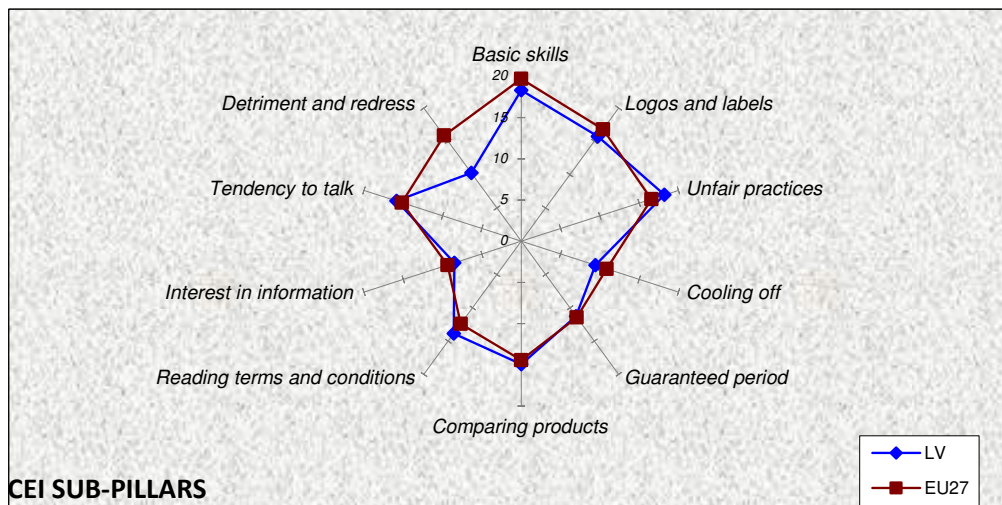 Basic skills
20
Detriment and redress
Logos and labels
15
10
Tendency to talk
Unfair practices
5
0
Interest in information
Cooling off
Reading terms and conditions
Guaranteed period
Comparing products
LV
EU27
CEI SUB-PILLARS